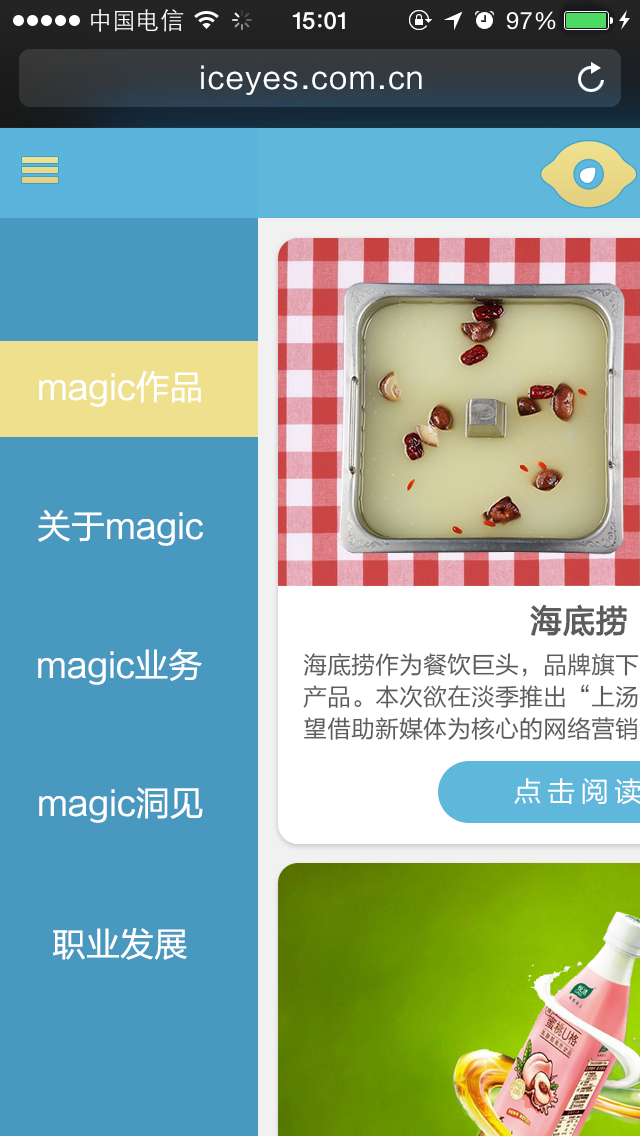 中国电信 15:01 97%
iceyes.com.cn
magic作品
关于magic
magic业务
magic洞见
职业发展
海底捞
海底捞作为餐饮巨头，品牌旗下
产品。本次欲在淡季推出“上汤
望借助新媒体为核心的网络营销
点击阅读
蜜桃U格